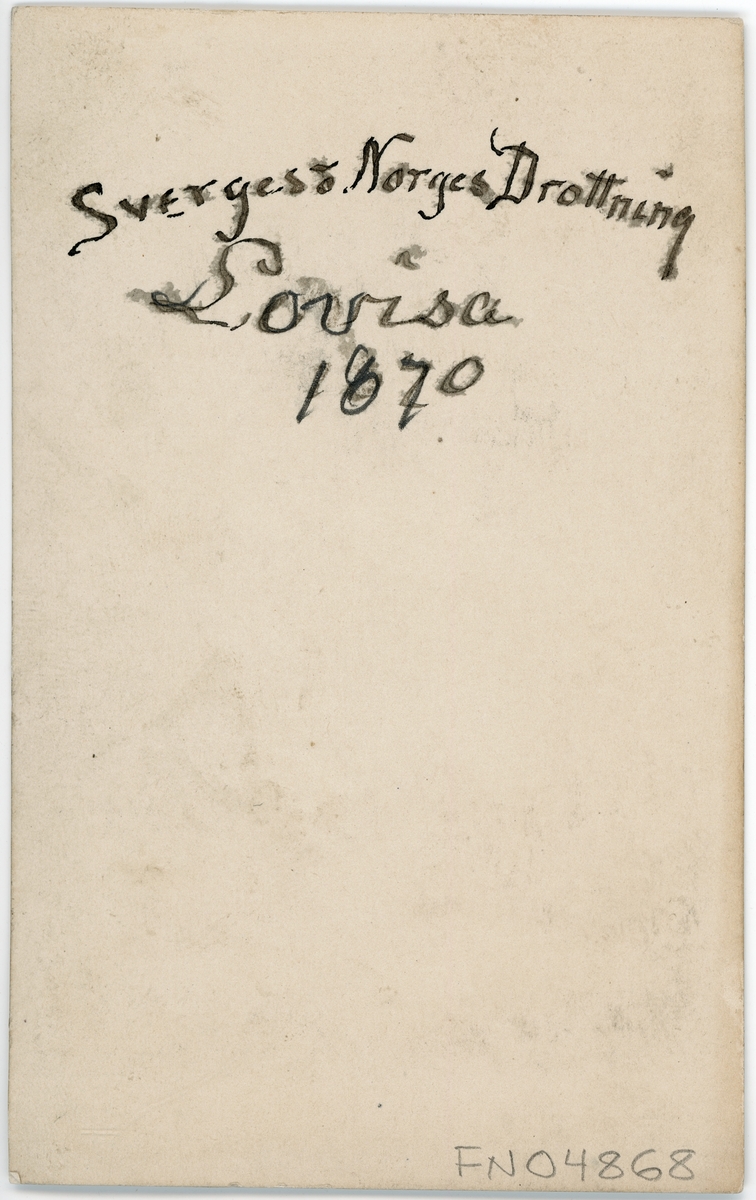 Sverges o Norges Drottning
Lovisa
1870
FN04868